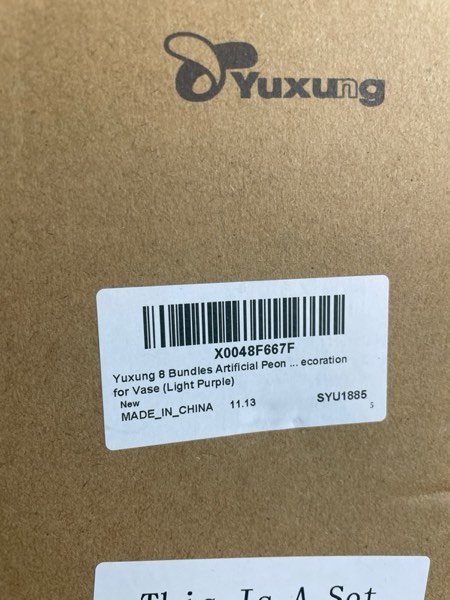 Yuxung
X0048F667F
Yuxung 8 Bundles Artificial Peon ... ecoration
for Vase (Light Purple)
New
MADE_IN_CHINA 11.13 SYU1885
S
This Is A Set